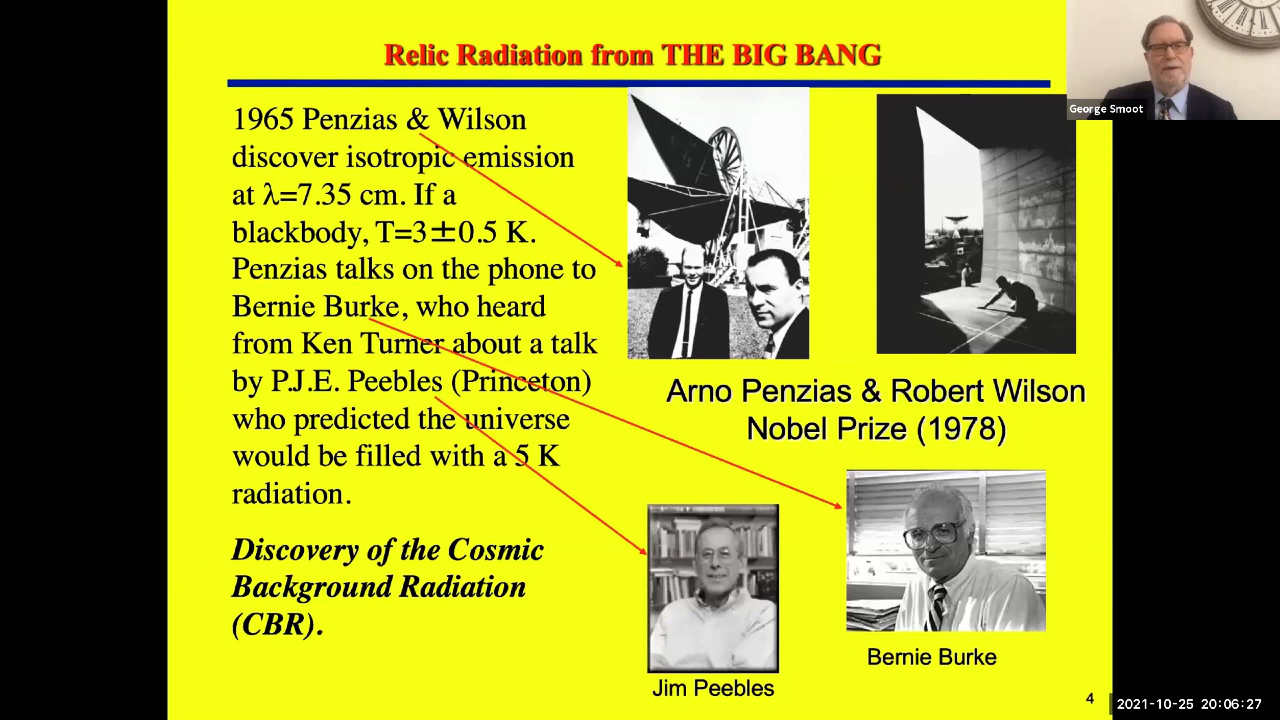 Relic Radiation from THE BIG BANG
George Smoot
1965 Penzias & Wilson
discover isotropic emission
at λ=7.35 cm. If a
blackbody, T=3±0.5 K.
Penzias talks on the phone to
Bernie Burke, who heard
from Ken Turner about a talk
by P.J.E. Peebles (Princeton)
who predicted the universe
would be filled with a 5 K
radiation.
Discovery of the Cosmic
Background Radiation
(CBR).
Arno Penzias & Robert Wilson
Nobel Prize (1978)
Jim Peebles
Bernie Burke
4
2021-10-25 20:06:27